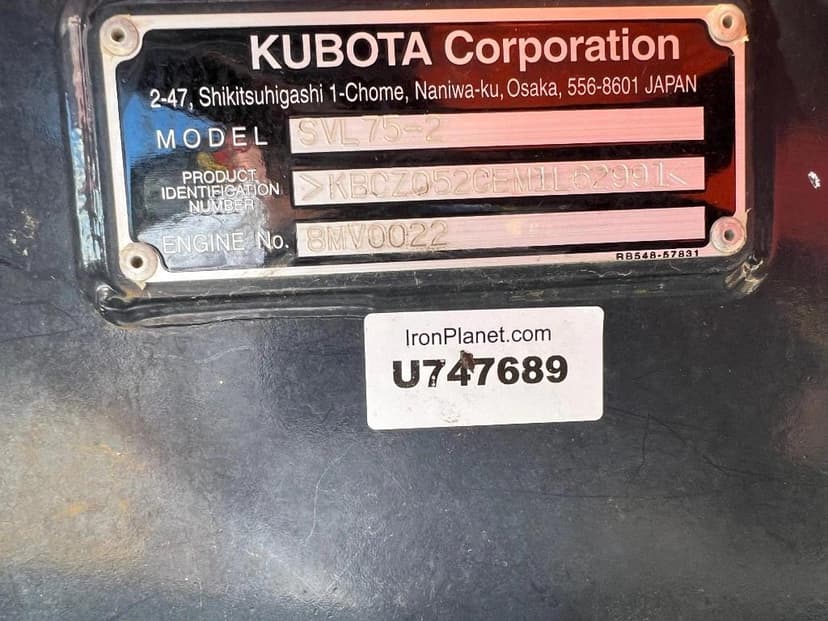 KUBOTA Corporation
2-47, Shikitsuhigashi 1-Chome, Naniwa-ku, Osaka, 556-8601 JAPAN
MODEL SVL75-2
PRODUCT
IDENTIFICATION
NUMBER
>KBCZ052CEM1L62991<
ENGINE No. 8MV0022
RB548-57831
IronPlanet.com
U747689